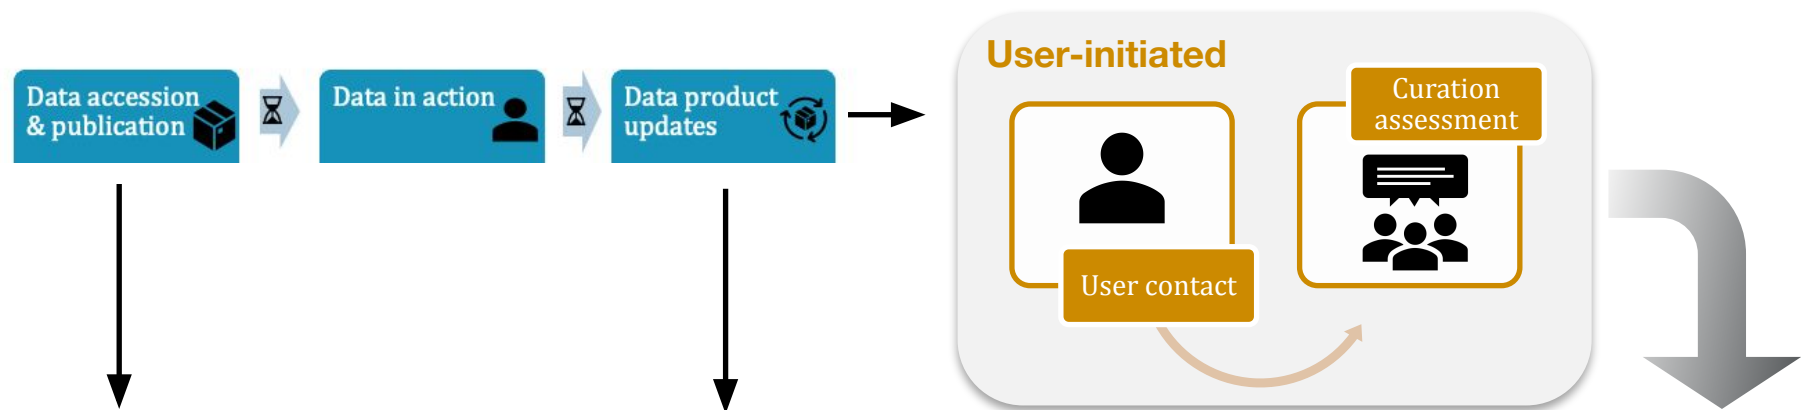 Data accession
& publication
Data in action
Data product
updates
User-initiated
User contact
Curation
assessment